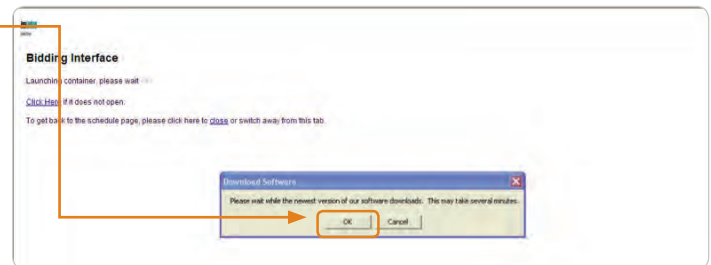 Bidding Interface
Launching container, please wait
Click Here if it does not open.
To get back to the schedule page, please click here to close or switch away from this tab.
Download Software
Please wait while the newest version of our software downloads. This may take several minutes.
OK
Cancel